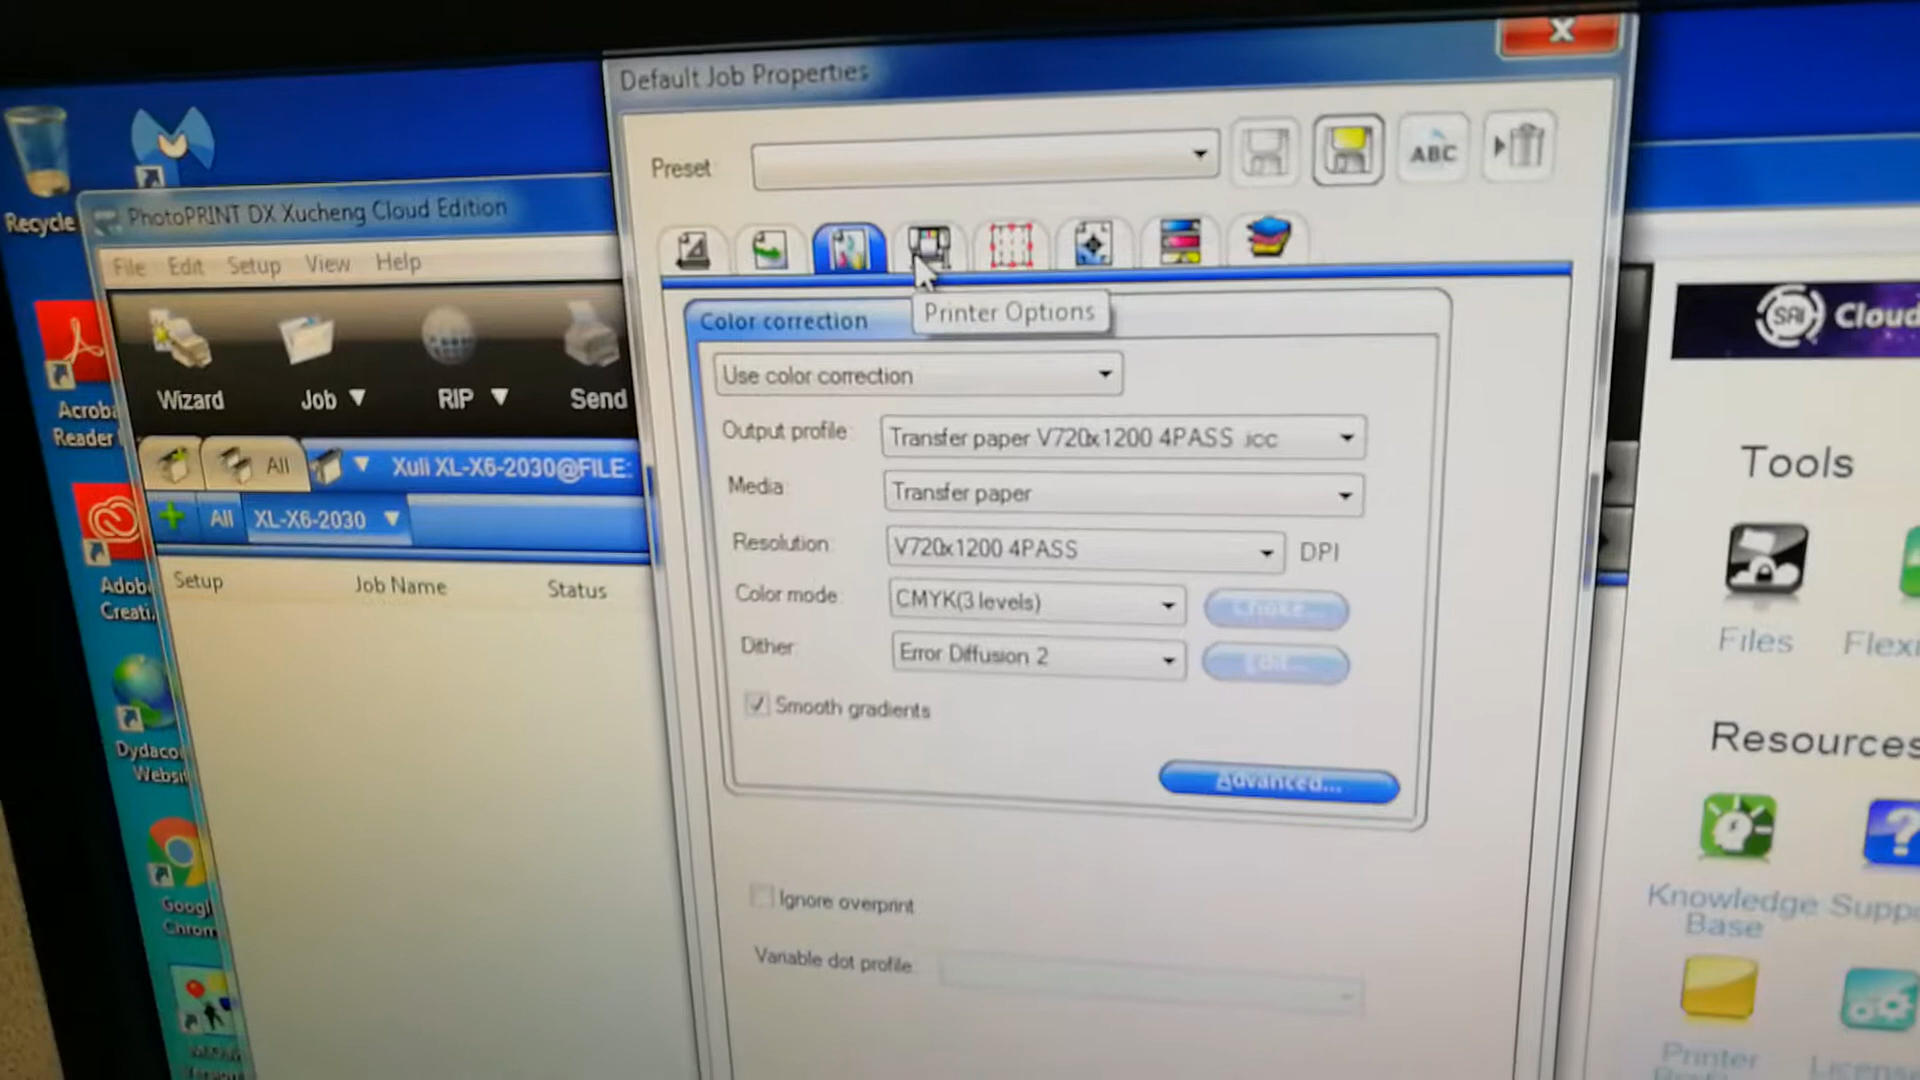 Default Job Properties
Preset:
ABC
Recycle
PhotoPRINT DX Xucheng Cloud Edition
File Edit Setup View Help
Printer Options
Color correction
Use color correction
SAi Cloud
Wizard
Job
RIP
Send
Output profile:
Transfer paper V720x1200 4PASS .icc
Acroba
Reader
All
Xuli XL-X6-2030@FILE:
Tools
Media:
Transfer paper
All
XL-X6-2030
Resolution:
V720x1200 4PASS
DPI
Setup
Job Name
Status
Color mode:
CMYK(3 levels)
Adob
Creati
Files
Flexi
Dither:
Error Diffusion 2
Edit...
Smooth gradients
Dydaco
Websi
Resources
Advanced...
Googl
Chrom
Ignore overprint
Knowledge
Base
Supp
Variable dot profile:
Printer
Licens